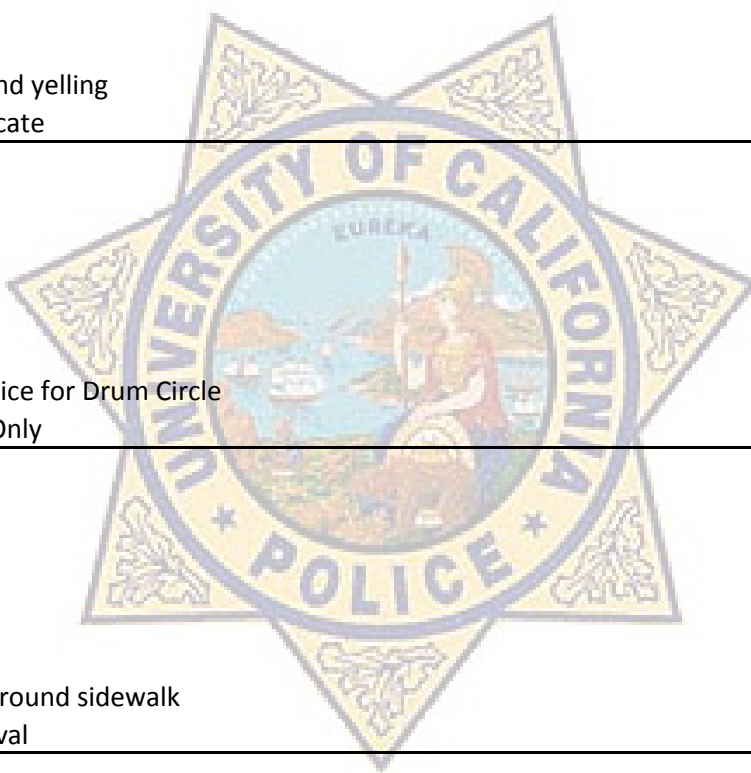 nd yelling
cate
UNIVERSITY OF CALIFORNIA
EUREKA
ice for Drum Circle
Only
POLICE
round sidewalk
val